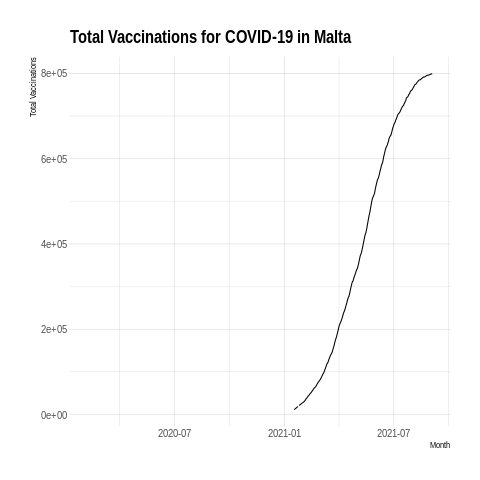 Total Vaccinations for COVID-19 in Malta
Total Vaccinations
8e+05
6e+05
4e+05
2e+05
0e+00
2020-07
2021-01
2021-07
Month